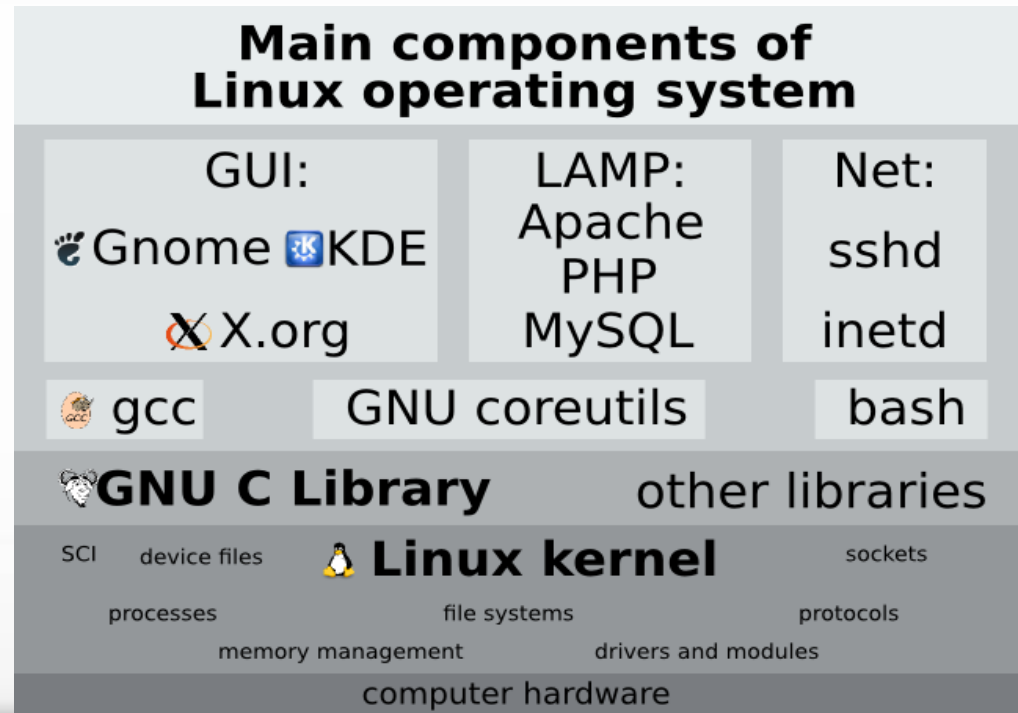 Main components of
Linux operating system
GUI:
Gnome KDE
X.org
LAMP:
Apache
PHP
MySQL
Net:
sshd
inetd
gcc
GNU coreutils
bash
GNU C Library
other libraries
SCI
device files
Linux kernel
sockets
processes
file systems
protocols
memory management
drivers and modules
computer hardware